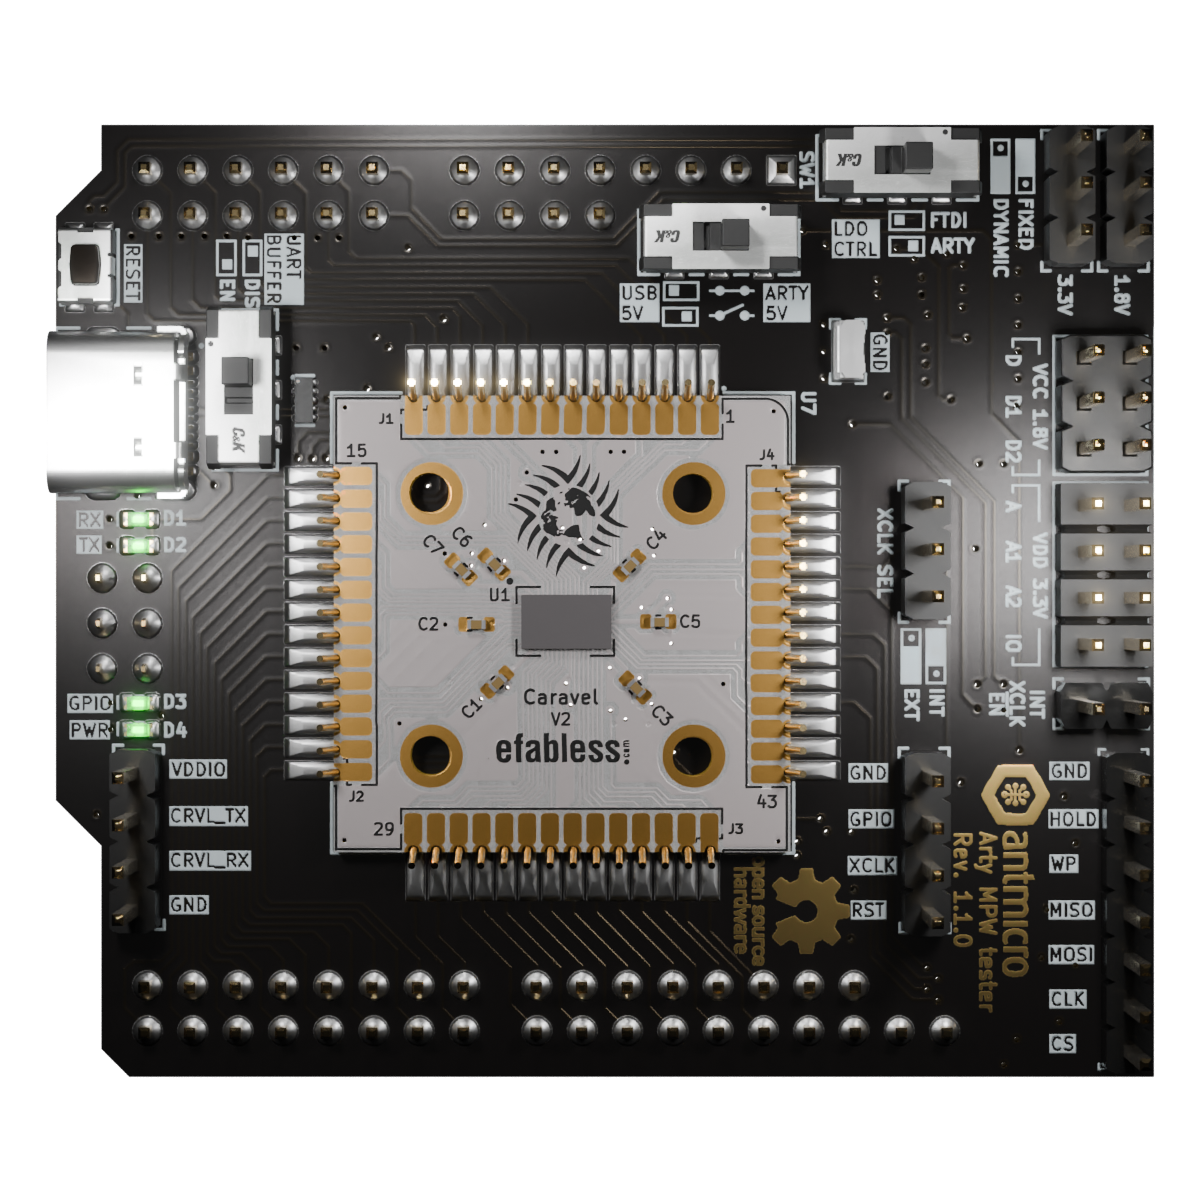 SW1
C&K
FIXED
DYNAMIC
3.3V
1.8V
LDO
CTRL
FTDI
ARTY
C&K
USB
5V
ARTY
5V
RESET
EN
DIS
UART
BUFFER
C&K
GND
U7
J1
1
15
J4
D
D1
D2
VCC 1.8V
A
A1
A2
IO
VDD 3.3V
RX
D1
TX
D2
C7
C6
C4
U1
C2
C5
C1
C3
Caravel
V2
efabless
.com
XCLK SEL
EXT
INT
INT
XCLK
EN
GPIO
D3
PWR
D4
J2
29
J3
43
VDDIO
CRVL_TX
CRVL_RX
GND
GND
GPIO
XCLK
RST
open source
hardware
antmicro
Arty MPW tester
Rev. 1.1.0
GND
HOLD
WP
MISO
MOSI
CLK
CS